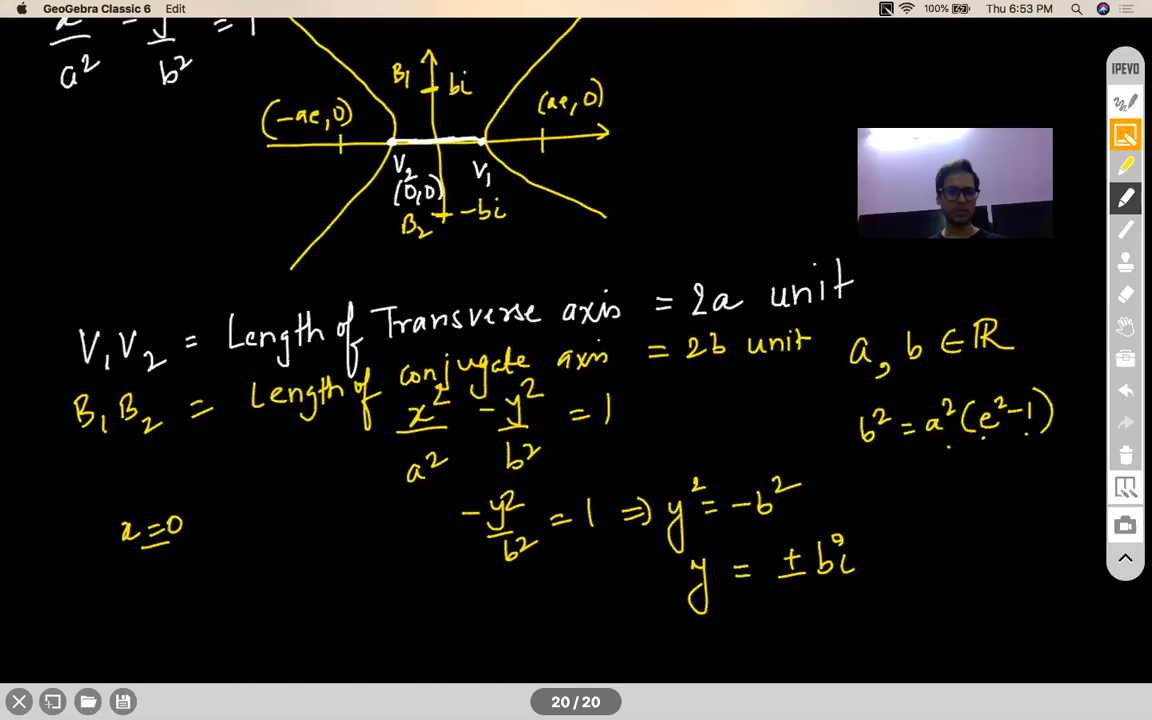 GeoGebra Classic 6 Edit 100% Thu 6:53 PM
x²/a² - y²/b² = 1
B₁ bi
(-ae, 0) (ae, 0)
V₂ V₁
(0,0)
B₂ -bi
V₁V₂ = Length of Transverse axis = 2a unit
B₁B₂ = Length of conjugate axis = 2b unit a, b ∈ ℝ
x²/a² - y²/b² = 1 b² = a²(e²-1)
x = 0 -y²/b² = 1 ⇒ y² = -b²
y = ± bi
IPEVO
20 / 20